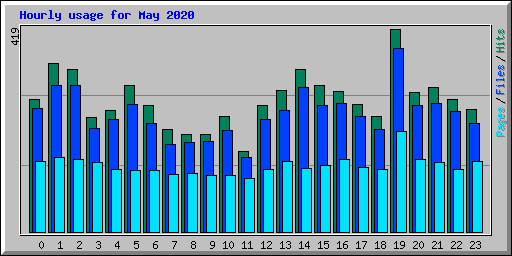 Hourly usage for May 2020
419
Pages / Files / Hits
0 1 2 3 4 5 6 7 8 9 10 11 12 13 14 15 16 17 18 19 20 21 22 23